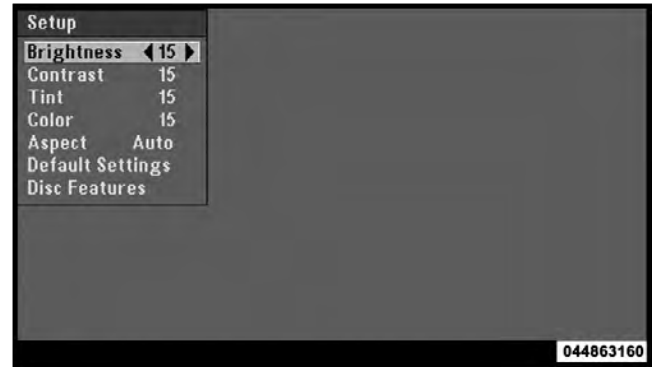 Setup
Brightness 15
Contrast 15
Tint 15
Color 15
Aspect Auto
Default Settings
Disc Features
044863160